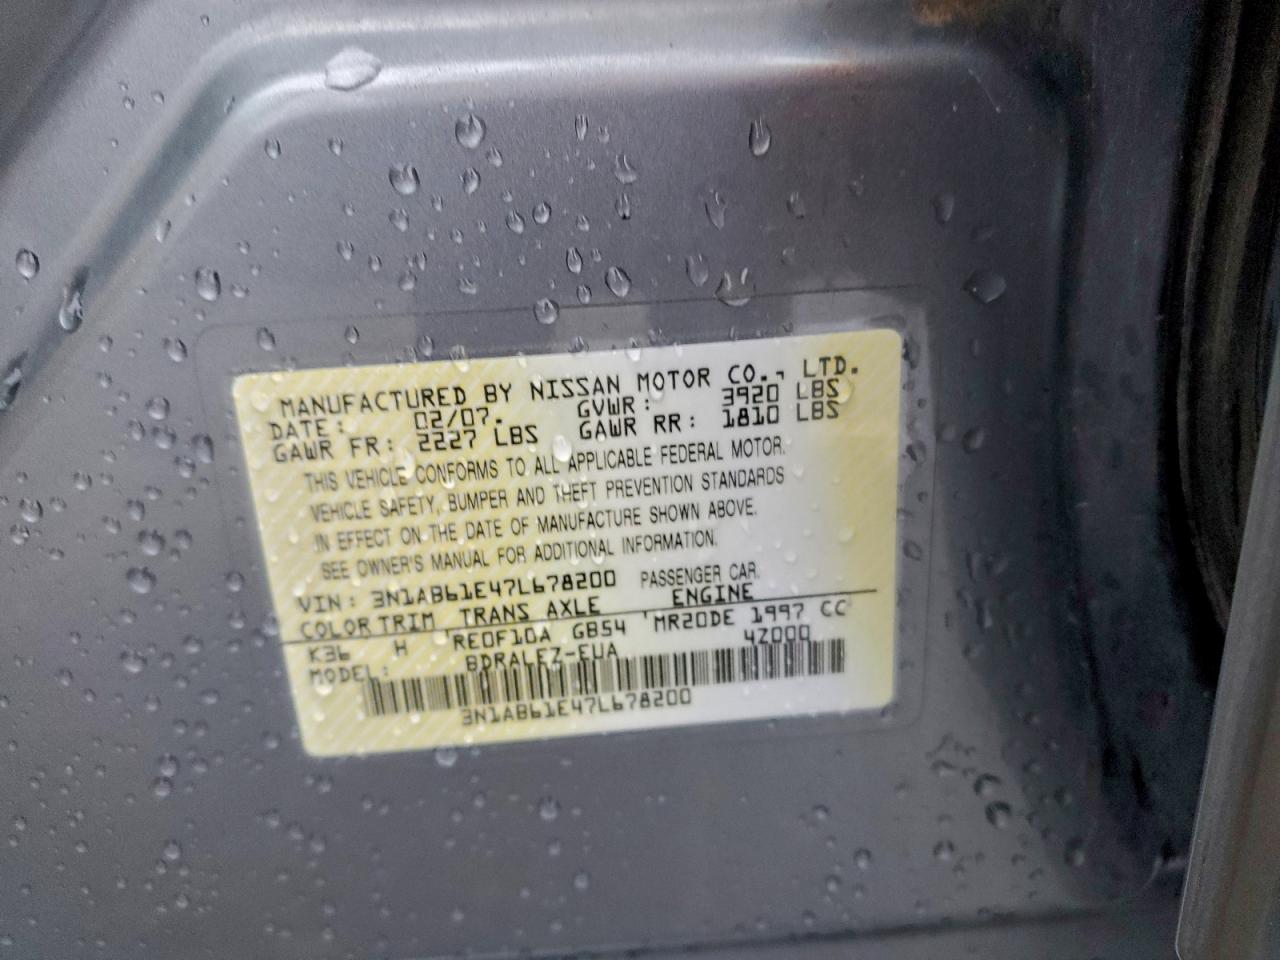 MANUFACTURED BY NISSAN MOTOR CO., LTD.
DATE: 02/07. GVWR: 3920 LBS
GAWR FR: 2227 LBS GAWR RR: 1810 LBS
THIS VEHICLE CONFORMS TO ALL APPLICABLE FEDERAL MOTOR.
VEHICLE SAFETY, BUMPER AND THEFT PREVENTION STANDARDS
IN EFFECT ON THE DATE OF MANUFACTURE SHOWN ABOVE.
SEE OWNER'S MANUAL FOR ADDITIONAL INFORMATION.
VIN: 3N1AB61E47L678200 PASSENGER CAR.
COLOR TRIM TRANS AXLE ENGINE
K36 H RE0F10A GB54 MR20DE 1997 CC
MODEL: BDRALEZ-EUA 4Z000
3N1AB61E47L678200